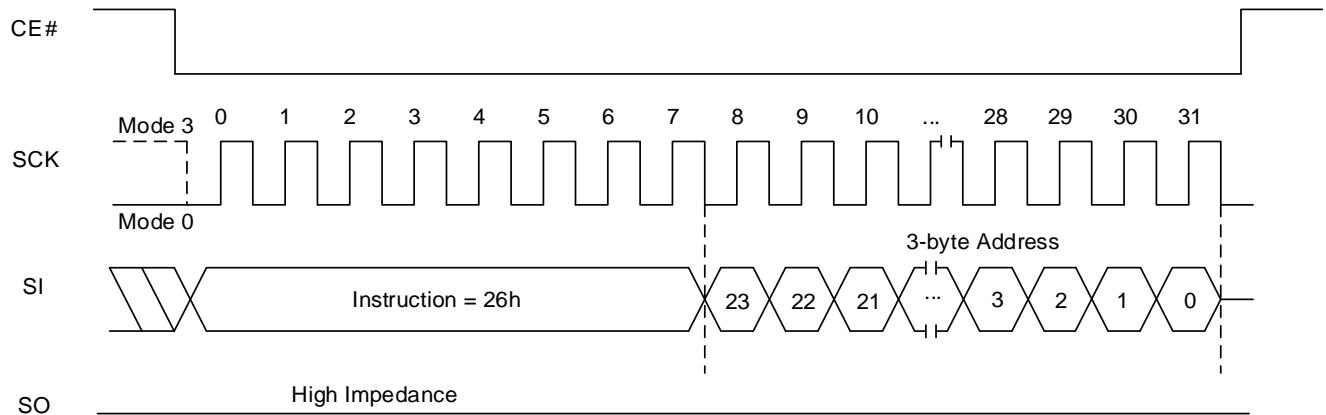 CE#
0 1 2 3 4 5 6 7 8 9 10 ... 28 29 30 31
Mode 3
SCK
Mode 0
3-byte Address
SI
Instruction = 26h 23 22 21 ... 3 2 1 0
High Impedance
SO